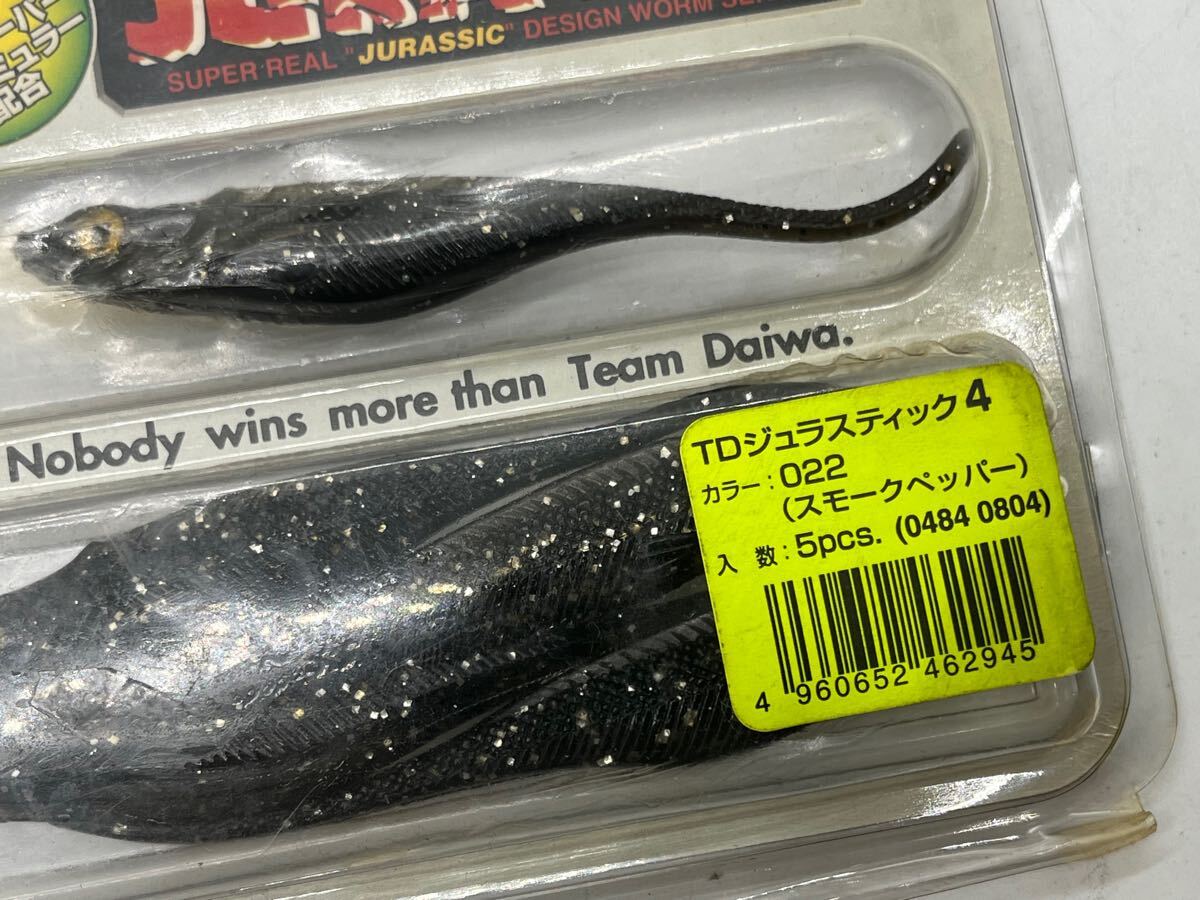 配合
SUPER REAL "JURASSIC" DESIGN WORM
Nobody wins more than Team Daiwa.
TDジュラスティック4
カラー：022
（スモークペッパー）
入 数：5pcs. (0484 0804)
4 960652 462945